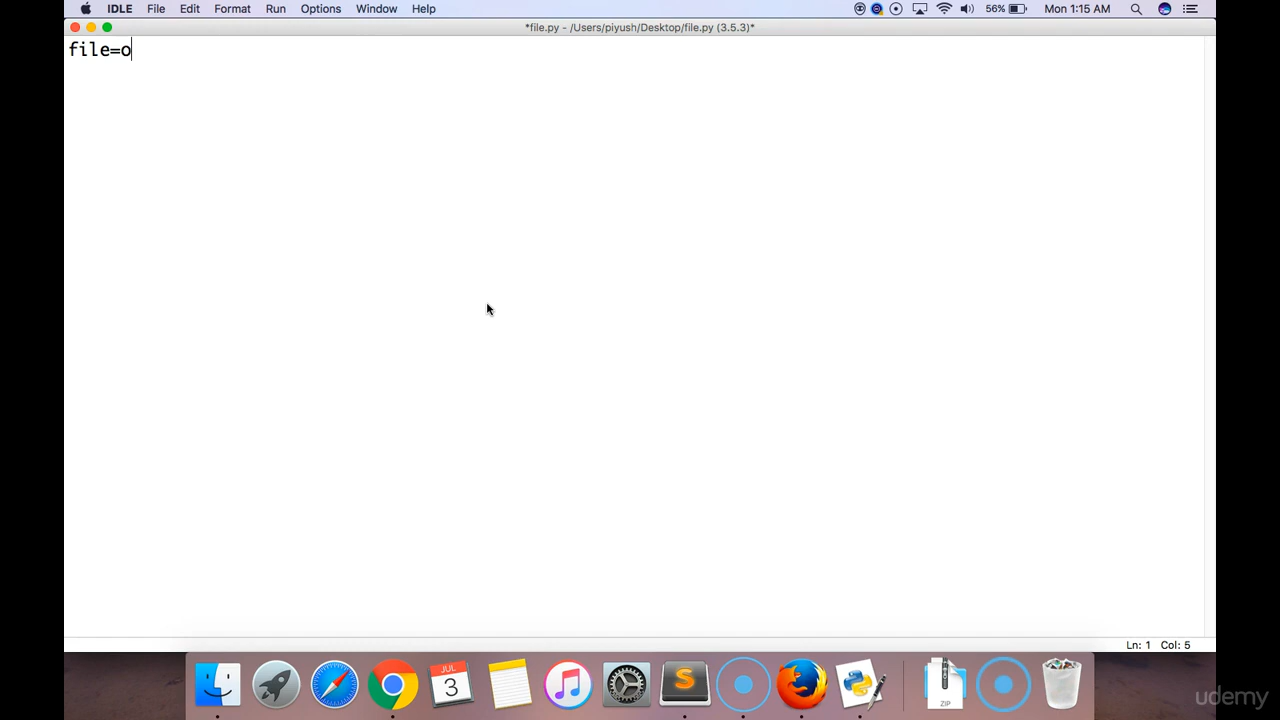 IDLE File Edit Format Run Options Window Help 56% Mon 1:15 AM
*file.py - /Users/piyush/Desktop/file.py (3.5.3)*
file=o
Ln: 1 Col: 5
JUL
3
S
ZIP
udemy